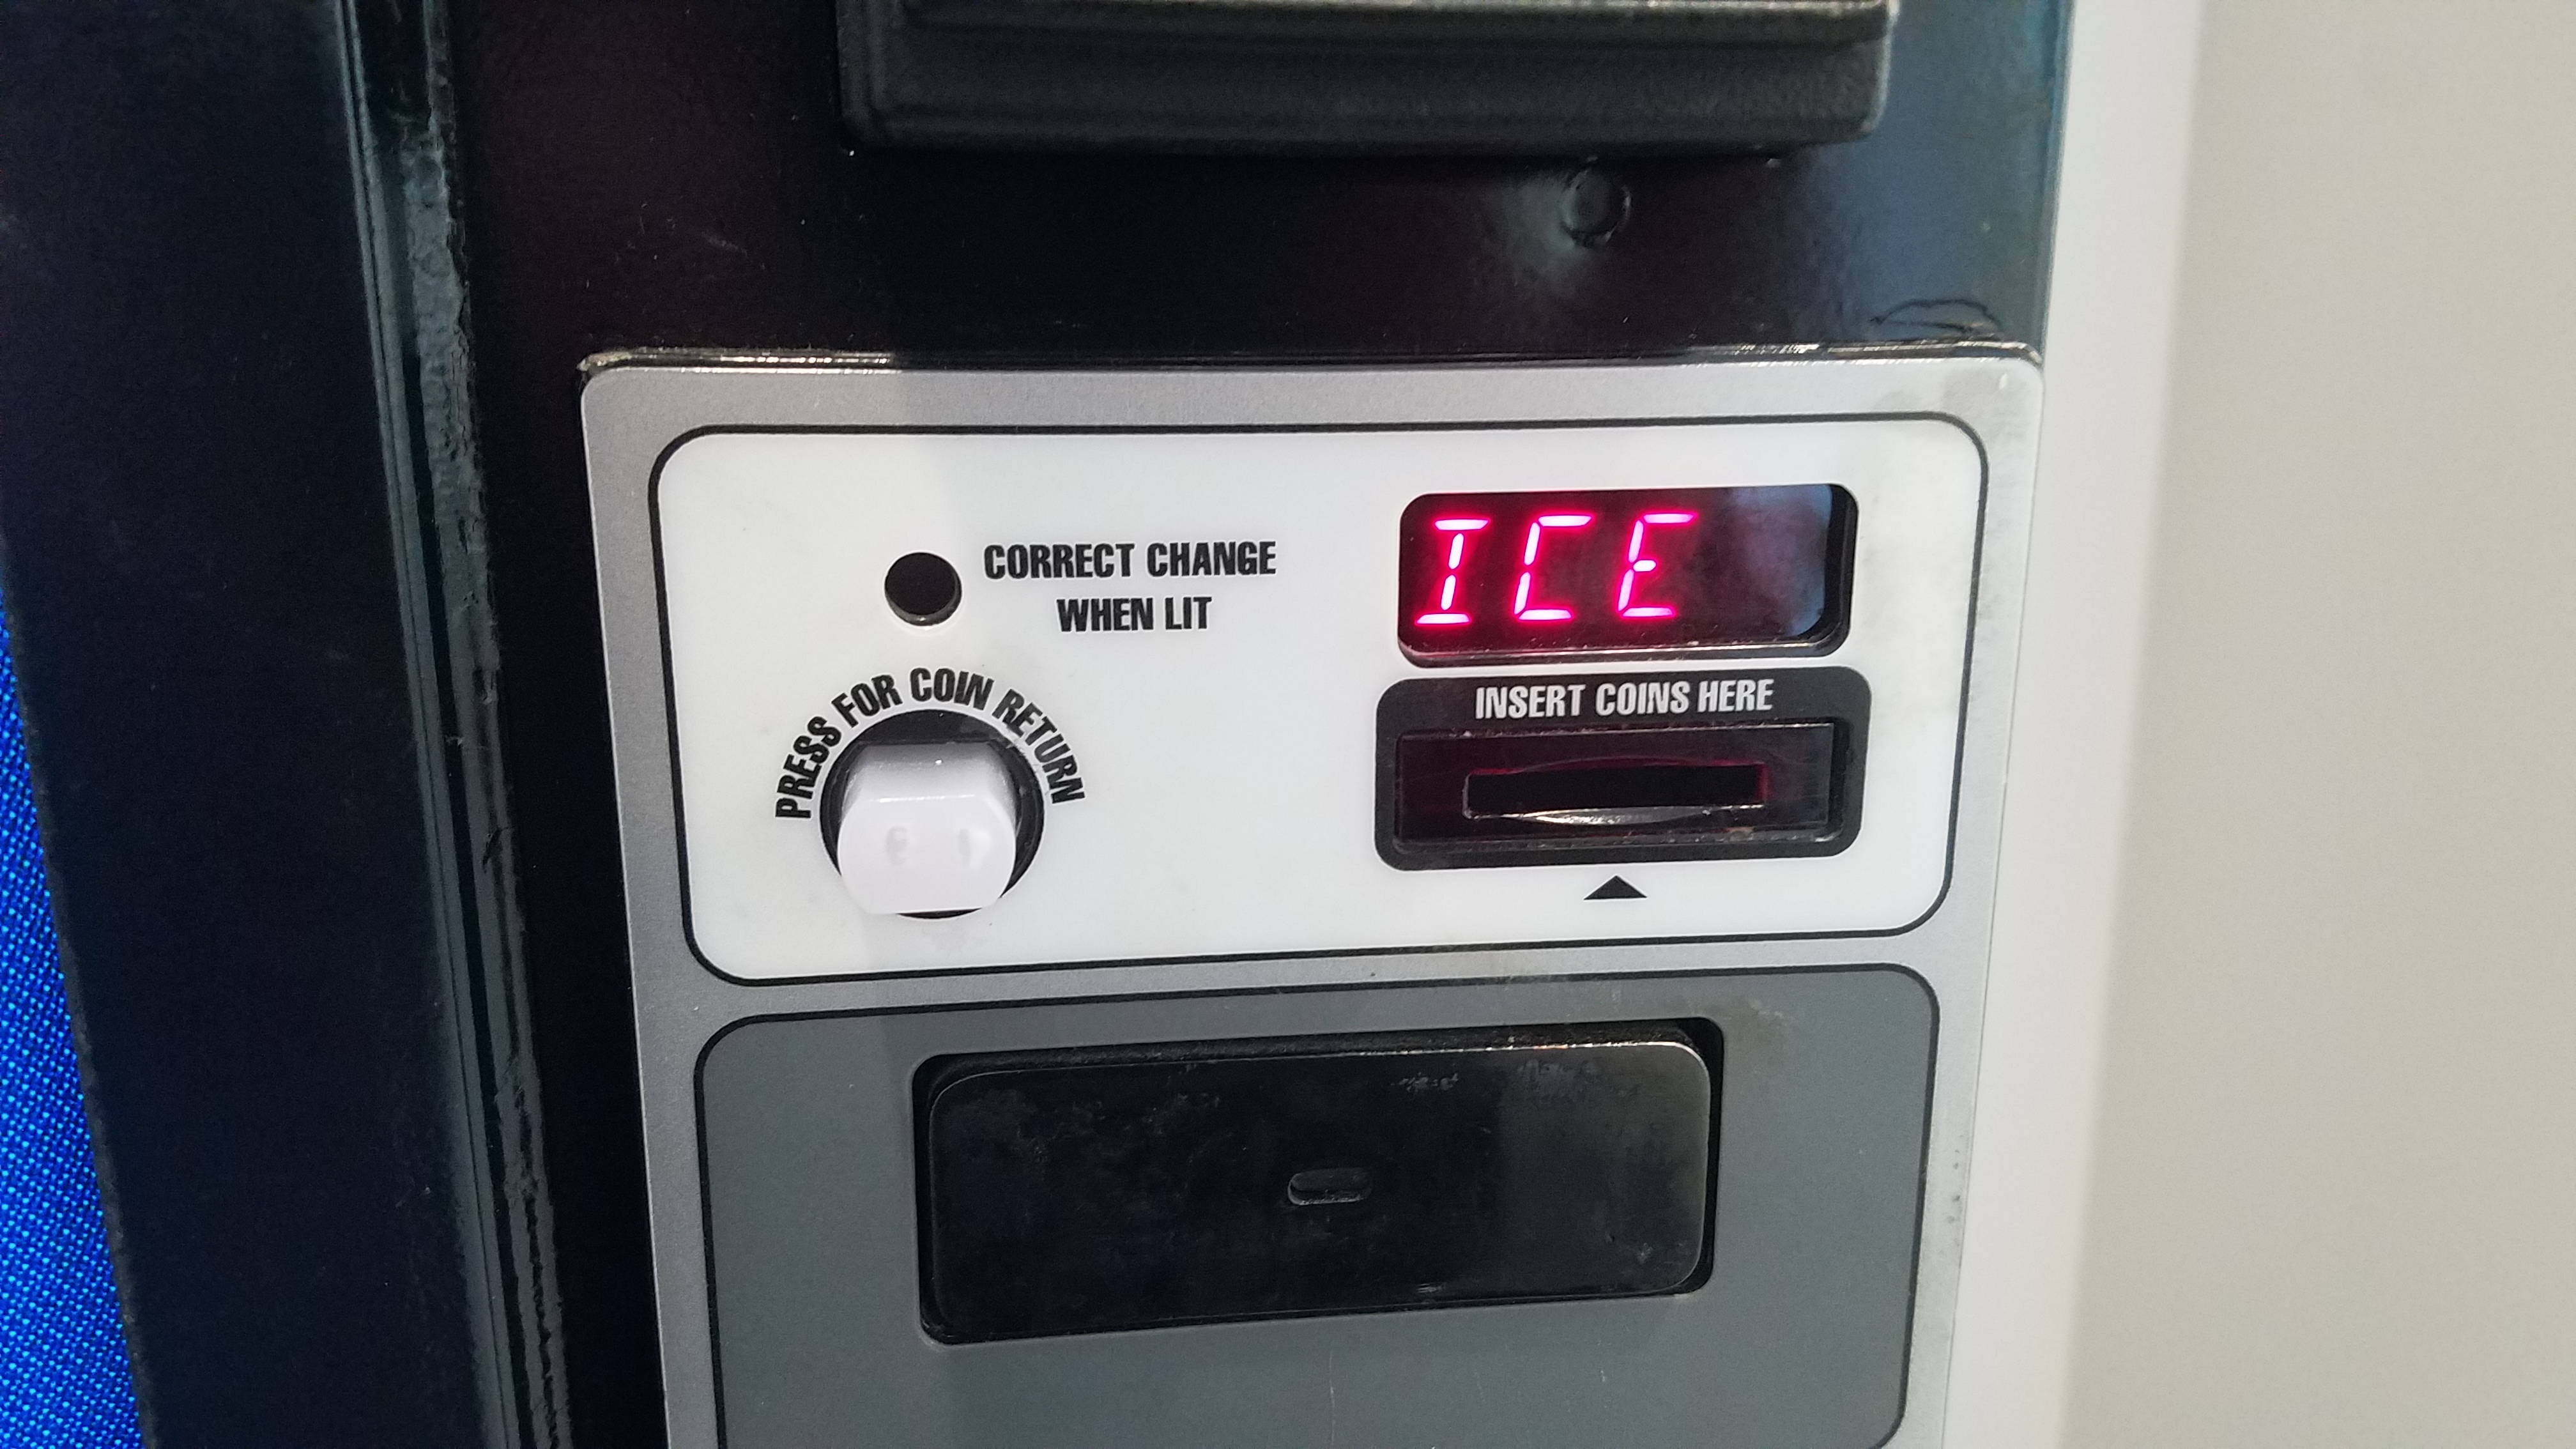 CORRECT CHANGE
WHEN LIT
ICE
PRESS FOR COIN RETURN
INSERT COINS HERE